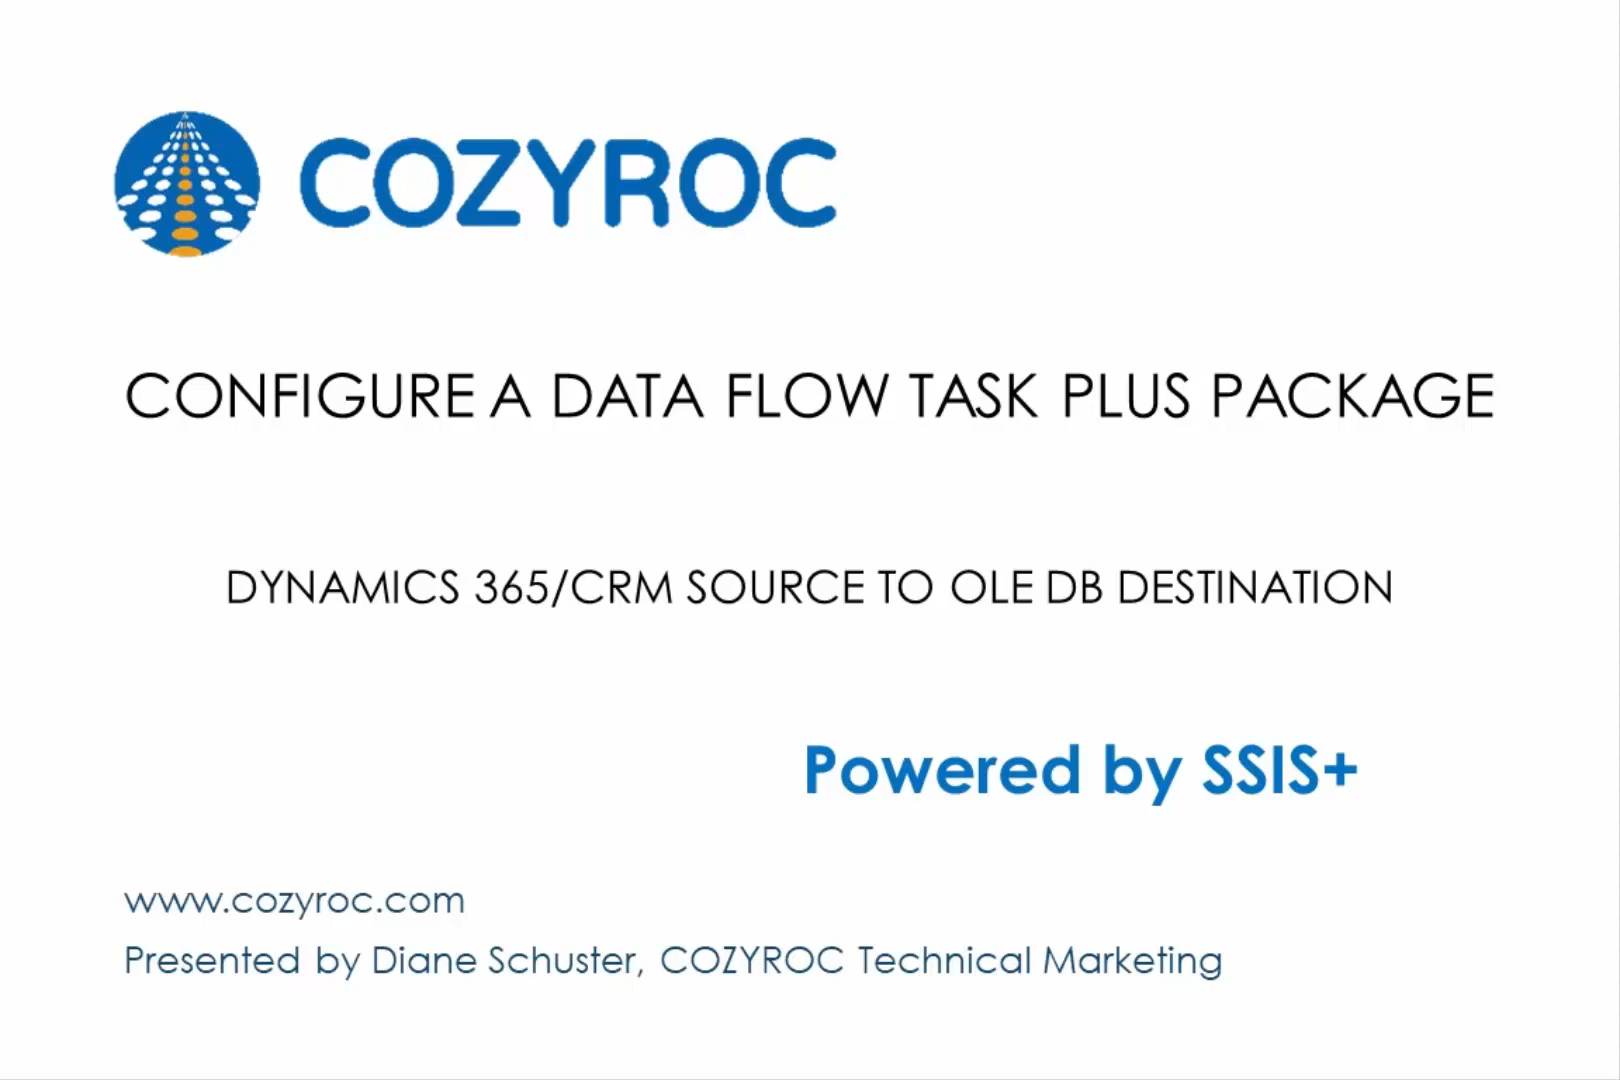 COZYROC
CONFIGURE A DATA FLOW TASK PLUS PACKAGE
DYNAMICS 365/CRM SOURCE TO OLE DB DESTINATION
Powered by SSIS+
www.cozyroc.com
Presented by Diane Schuster, COZYROC Technical Marketing